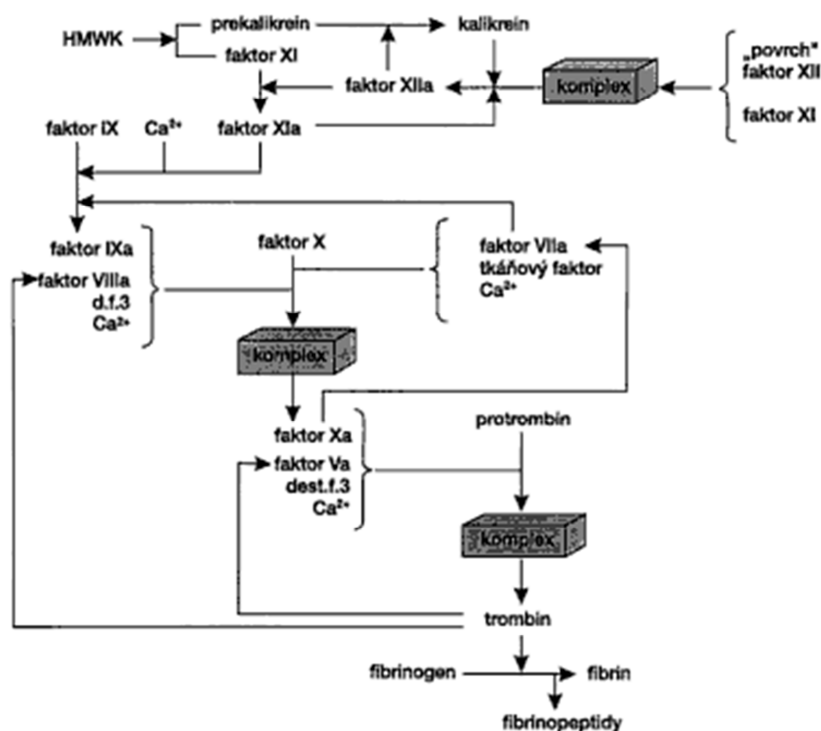 prekalikrein
kalikrein
HMWK
faktor XI
„povrch“
faktor XII
faktor XIIa
komplex
faktor XI
faktor IX
Ca²⁺
faktor XIa
faktor IXa
faktor VIIIa
d.f.3
Ca²⁺
faktor X
faktor VIIa
tkáňový faktor
Ca²⁺
komplex
faktor Xa
faktor Va
dest.f.3
Ca²⁺
protrombin
komplex
trombin
fibrinogen
fibrin
fibrinopeptidy